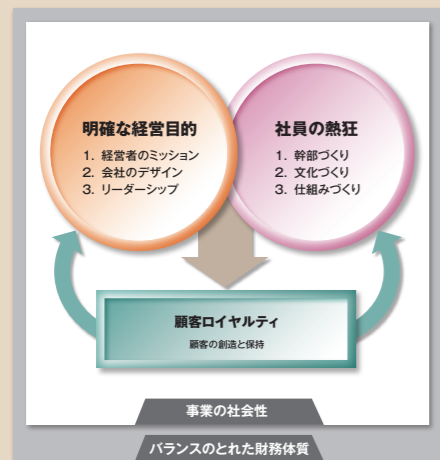 明確な経営目的
1. 経営者のミッション
2. 会社のデザイン
3. リーダーシップ
社員の熱狂
1. 幹部づくり
2. 文化づくり
3. 仕組みづくり
顧客ロイヤルティ
顧客の創造と保持
事業の社会性
バランスのとれた財務体質